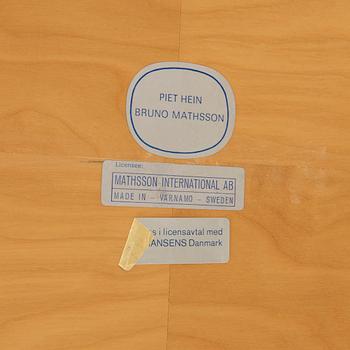 PIET HEIN
BRUNO MATHSSON
Licensee:
MATHSSON INTERNATIONAL AB
MADE IN - VÄRNAMO - SWEDEN
s i licensavtal med
ANSENS Danmark